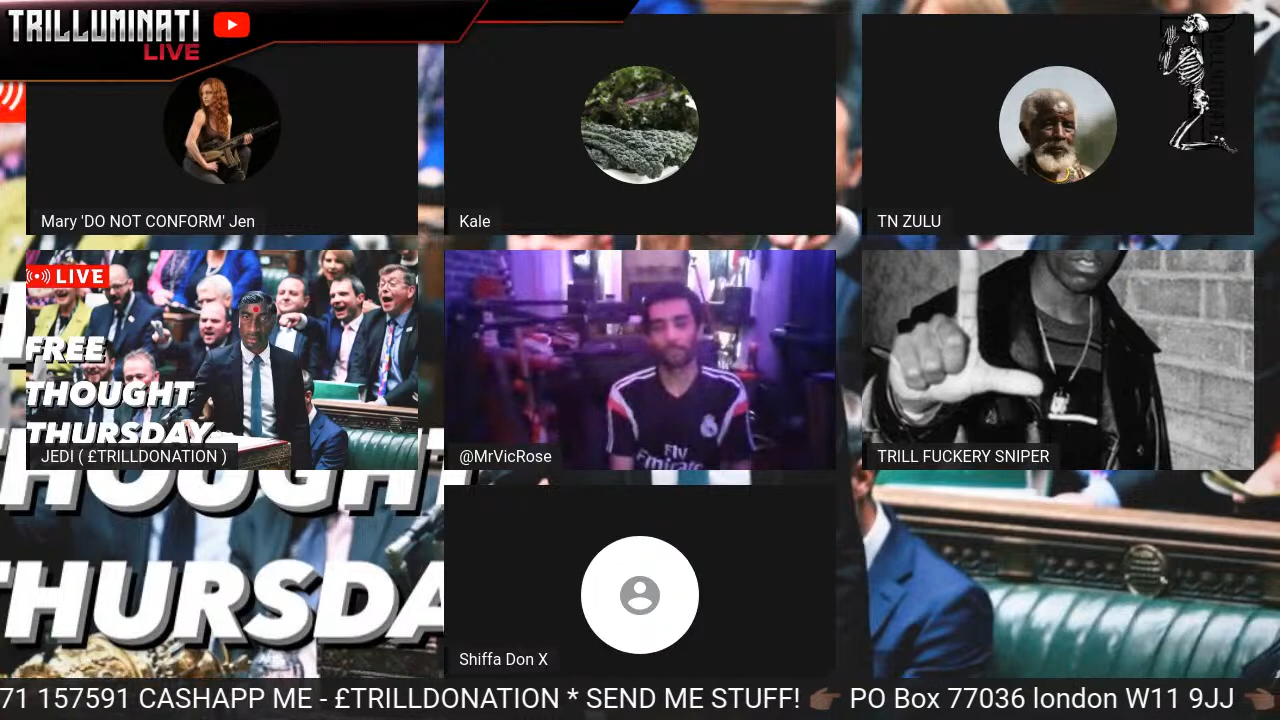 TRILLUMINATI
LIVE
Mary 'DO NOT CONFORM' Jen
Kale
TN ZULU
LIVE
FREE
THOUGHT
THURSDAY
JEDI ( £TRILLDONATION )
@MrVicRose
Fly
Emirates
TRILL FUCKERY SNIPER
THOUGHT
THURSDA
Shiffa Don X
71 157591 CASHAPP ME - £TRILLDONATION * SEND ME STUFF! 👉🏾 PO Box 77036 london W11 9JJ 👈🏾